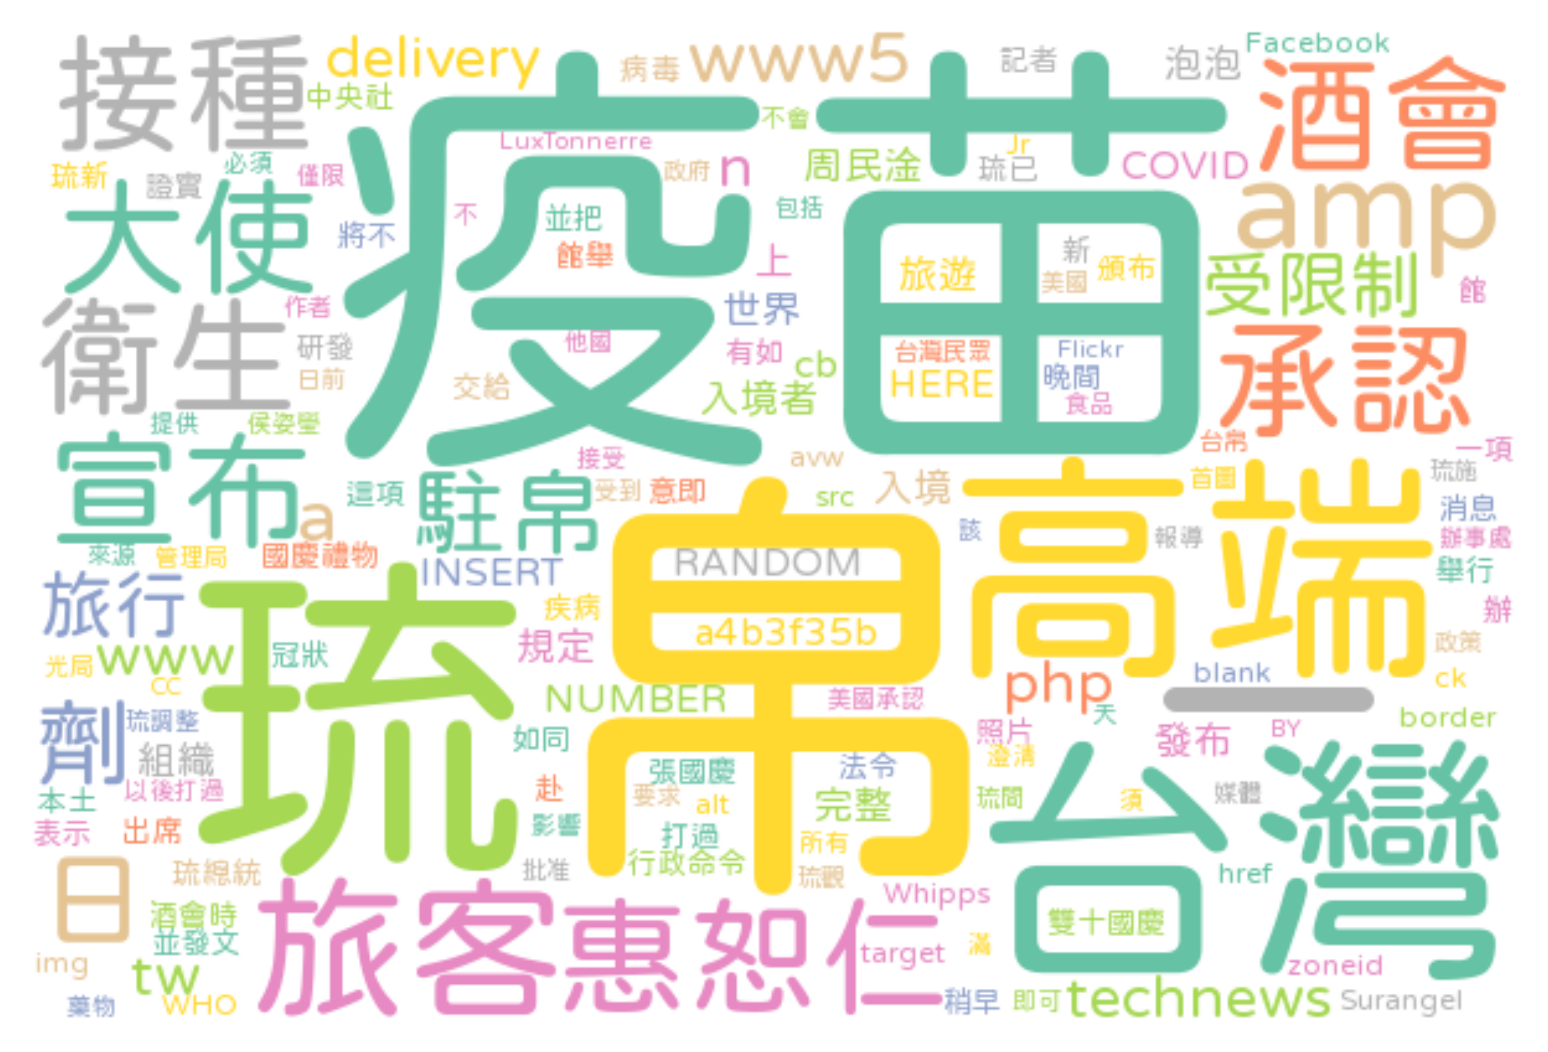 接種
delivery
病毒
www5
記者
泡泡
Facebook
酒會
中央社
疫苗
不會
LuxTonnerre
政府
n
周民淦
Jr
琉已
COVID
琉新
證實
必須
僅限
大使
將不
不
並把
館舉
上
包括
amp
旅遊
新
美國
頒布
受限制
館
衛生
作者
研發
日前
世界
他國
有如
cb
台灣民眾
HERE
Flickr
晚間
食品
承認
交給
入境者
提供
侯姿瑩
宣布
a
這項
駐帛
接受
受到
意即
avw
src
入境
台帛
首圖
一項
琉施
高端
消息
該
報導
辦事處
舉行
來源
管理局
國慶禮物
INSERT
帛
RANDOM
a4b3f35b
旅行
琉
疾病
規定
辦
政策
光局
www
冠狀
CC
NUMBER
美國承認
php
blank
ck
天
劑
琉調整
組織
如同
張國慶
法令
照片
澄清
發布
BY
border
本土
以後打過
赴
要求
alt
完整
琉間
須
媒體
台灣
表示
出席
影響
打過
所有
日
琉總統
批准
行政命令
琉觀
href
酒會時
並發文
旅客
惠恕仁
Whipps
雙十國慶
img
tw
target
滿
zoneid
藥物
WHO
稍早
即可
technews
Surangel